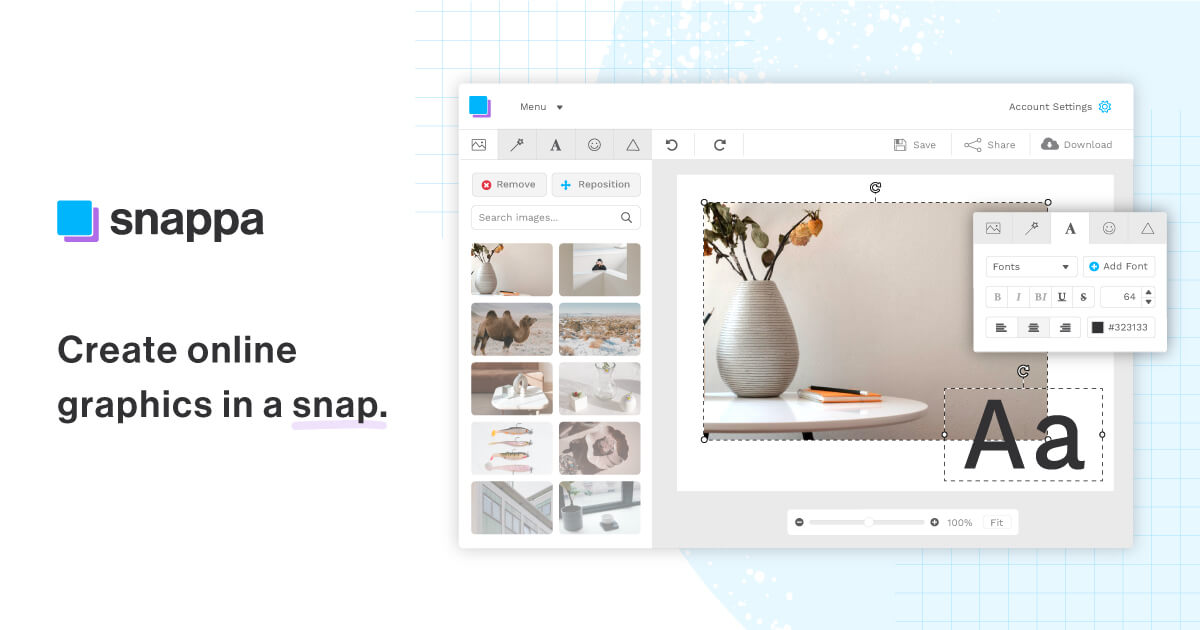 snappa
Create online
graphics in a snap.
Menu
Account Settings
A
Save
Share
Download
Remove
Reposition
Search images...
A
Fonts
Add Font
B I BI U S 64
#323133
Aa
100%
Fit